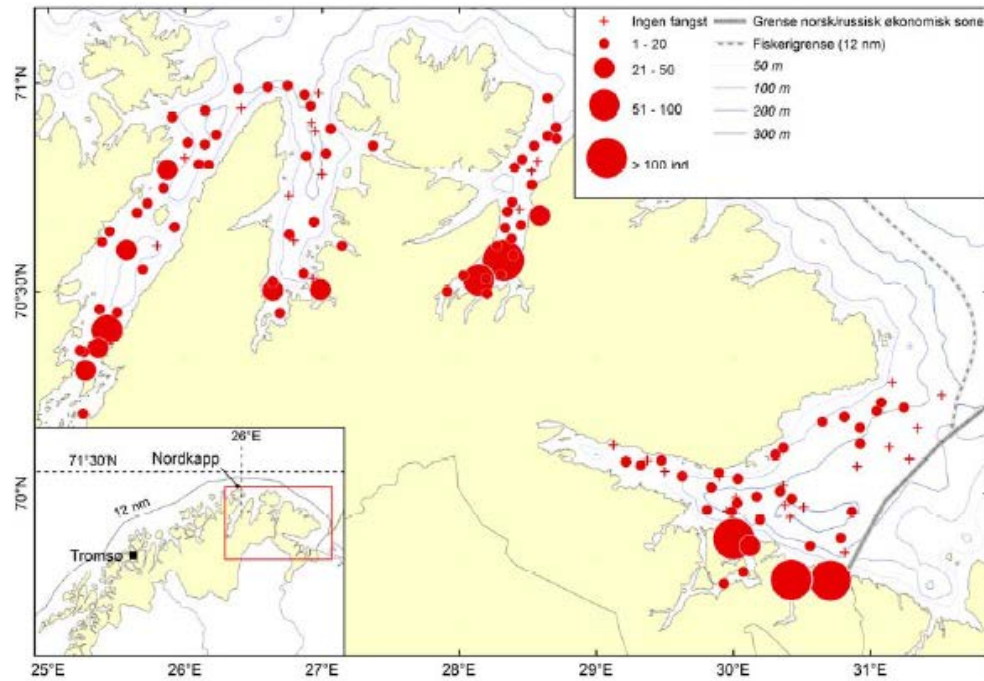 Ingen fangst
1 - 20
21 - 50
51 - 100
> 100 ind
Grense norsk/russisk økonomisk sone
Fiskerigrense (12 nm)
50 m
100 m
200 m
300 m
71°N
70°30'N
70°N
26°E
71°30'N
Nordkapp
12 nm
Tromsø
25°E
26°E
27°E
28°E
29°E
30°E
31°E